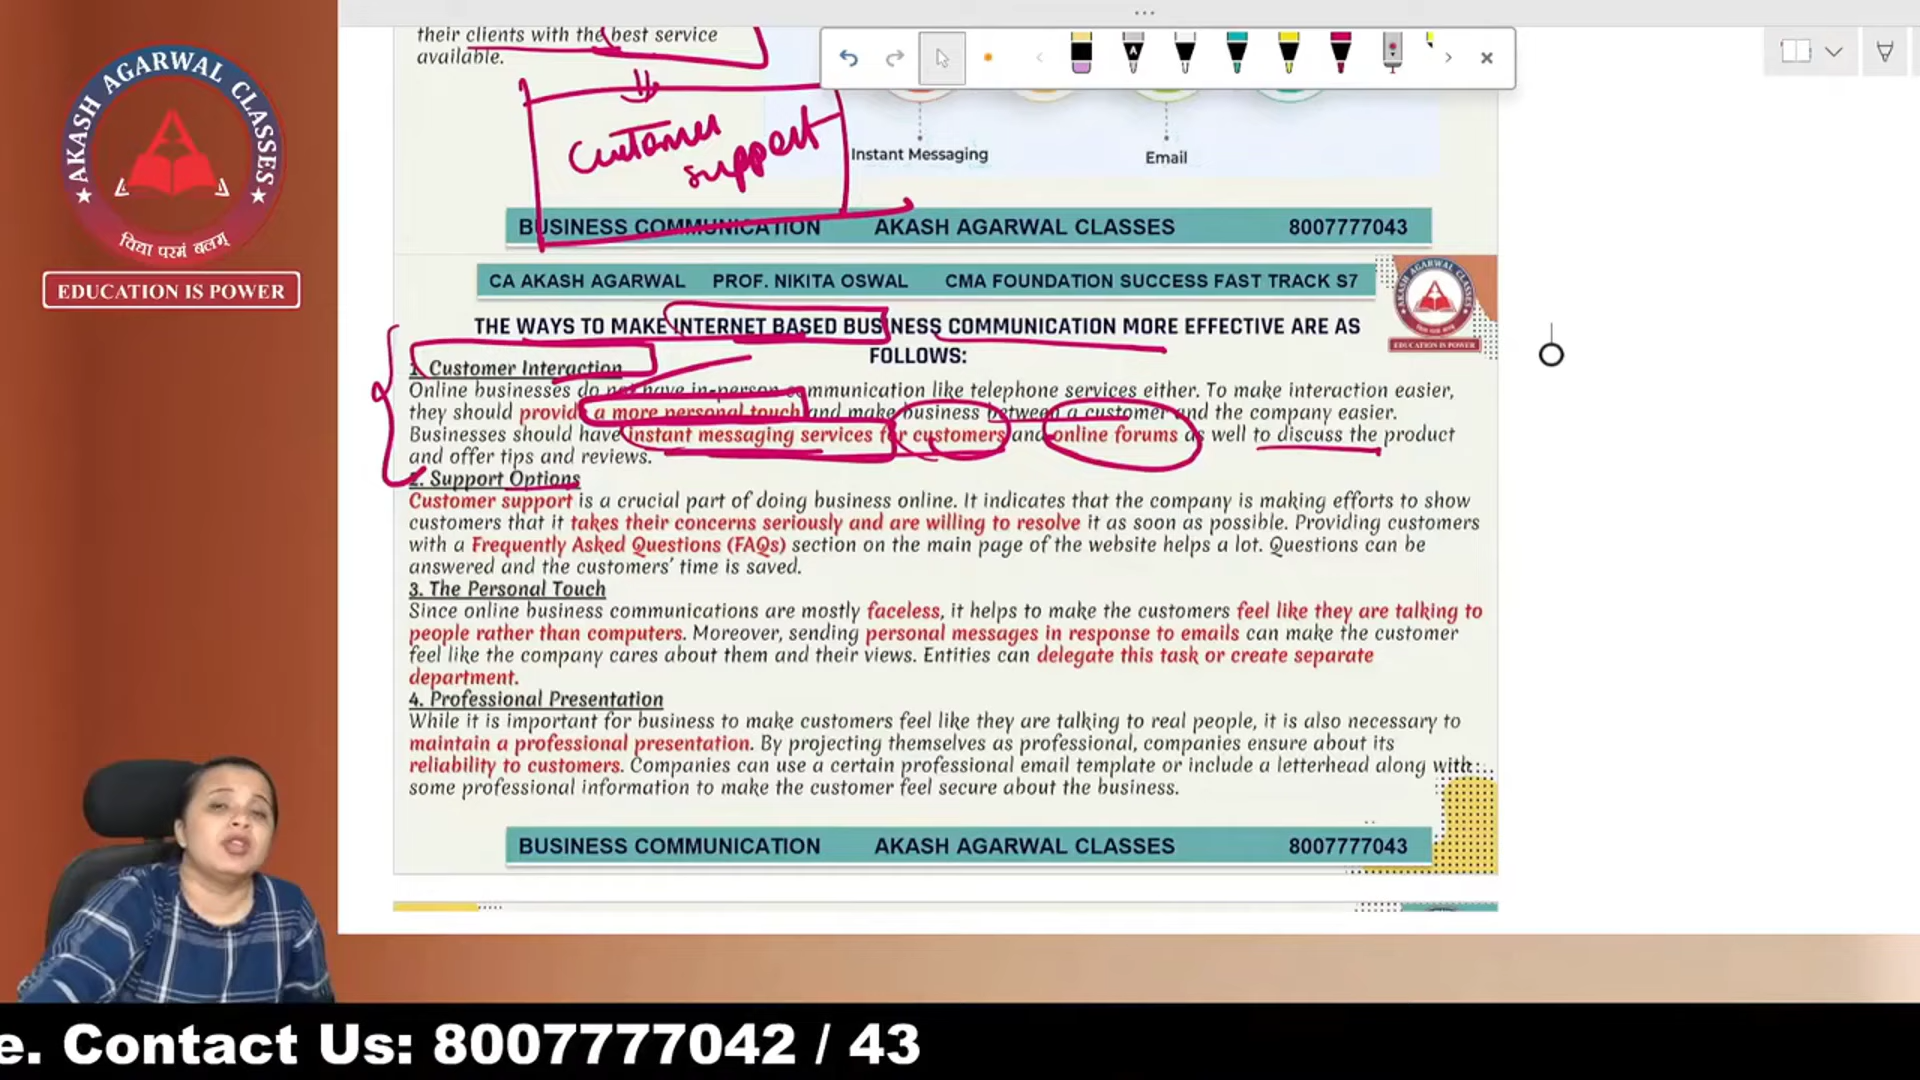 their clients with the best service
available.
Customer
support
Instant Messaging
Email
BUSINESS COMMUNICATION AKASH AGARWAL CLASSES 8007777043
AKASH AGARWAL CLASSES
विद्या परमं बलम्
EDUCATION IS POWER
CA AKASH AGARWAL PROF. NIKITA OSWAL CMA FOUNDATION SUCCESS FAST TRACK S7
AKASH AGARWAL CLASSES
EDUCATION IS POWER
THE WAYS TO MAKE INTERNET BASED BUSINESS COMMUNICATION MORE EFFECTIVE ARE AS
FOLLOWS:
1. Customer Interaction
Online businesses do not have in-person communication like telephone services either. To make interaction easier,
they should provide a more personal touch and make business between a customer and the company easier.
Businesses should have instant messaging services for customers and online forums as well to discuss the product
and offer tips and reviews.
2. Support Options
Customer support is a crucial part of doing business online. It indicates that the company is making efforts to show
customers that it takes their concerns seriously and are willing to resolve it as soon as possible. Providing customers
with a Frequently Asked Questions (FAQs) section on the main page of the website helps a lot. Questions can be
answered and the customers' time is saved.
3. The Personal Touch
Since online business communications are mostly faceless, it helps to make the customers feel like they are talking to
people rather than computers. Moreover, sending personal messages in response to emails can make the customer
feel like the company cares about them and their views. Entities can delegate this task or create separate
department.
4. Professional Presentation
While it is important for business to make customers feel like they are talking to real people, it is also necessary to
maintain a professional presentation. By projecting themselves as professional, companies ensure about its
reliability to customers. Companies can use a certain professional email template or include a letterhead along with
some professional information to make the customer feel secure about the business.
BUSINESS COMMUNICATION AKASH AGARWAL CLASSES 8007777043
e. Contact Us: 8007777042 / 43